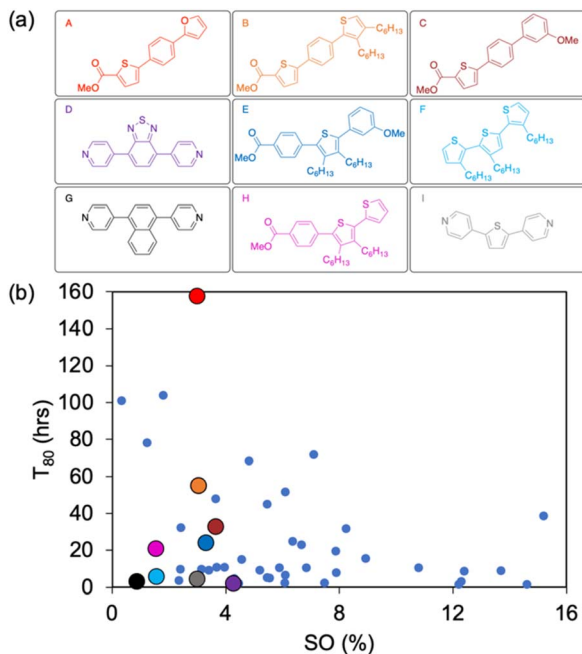 (a)
A
O
S
O
MeO
B
S
C6H13
C6H13
S
O
MeO
C
OMe
S
O
MeO
D
S
N N
N
N
E
O
MeO
S
OMe
C6H13
C6H13
F
S
S
S
C6H13
C6H13
C6H13
G
N
N
H
S
S
O
MeO
C6H13
C6H13
I
N
S
N
(b)
160
140
120
100
80
60
40
20
0
T80 (hrs)
0 4 8 12 16
SO (%)